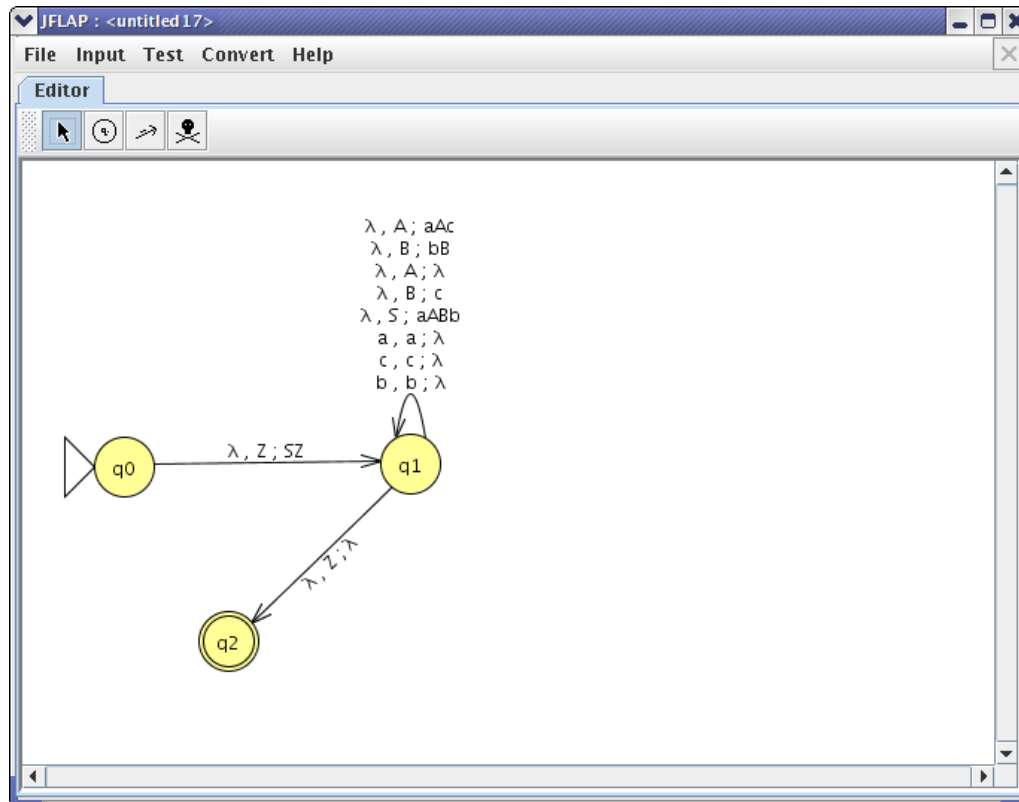 JFLAP : <untitled17>
File Input Test Convert Help
Editor
λ , A ; aAc
λ , B ; bB
λ , A ; λ
λ , B ; c
λ , S ; aABb
a , a ; λ
c , c ; λ
b , b ; λ
λ , Z ; SZ
q0
q1
λ , Z ; λ
q2